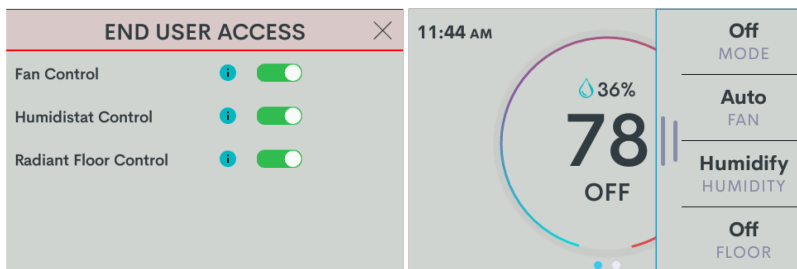 END USER ACCESS
Fan Control
Humidistat Control
Radiant Floor Control
11:44 AM
36%
78
OFF
Off
MODE
Auto
FAN
Humidify
HUMIDITY
Off
FLOOR